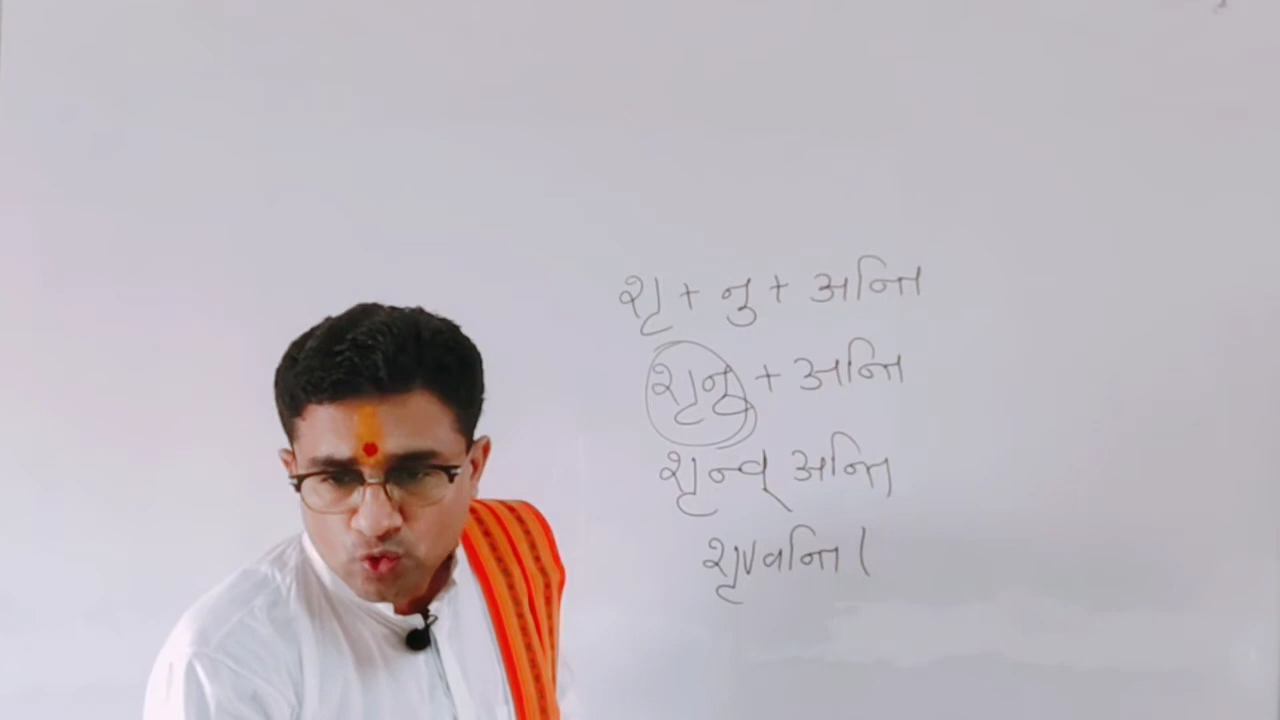 शृ + नु + अन्ति
शृनु + अन्ति
शृन्व् अन्ति
शृण्वन्ति ।